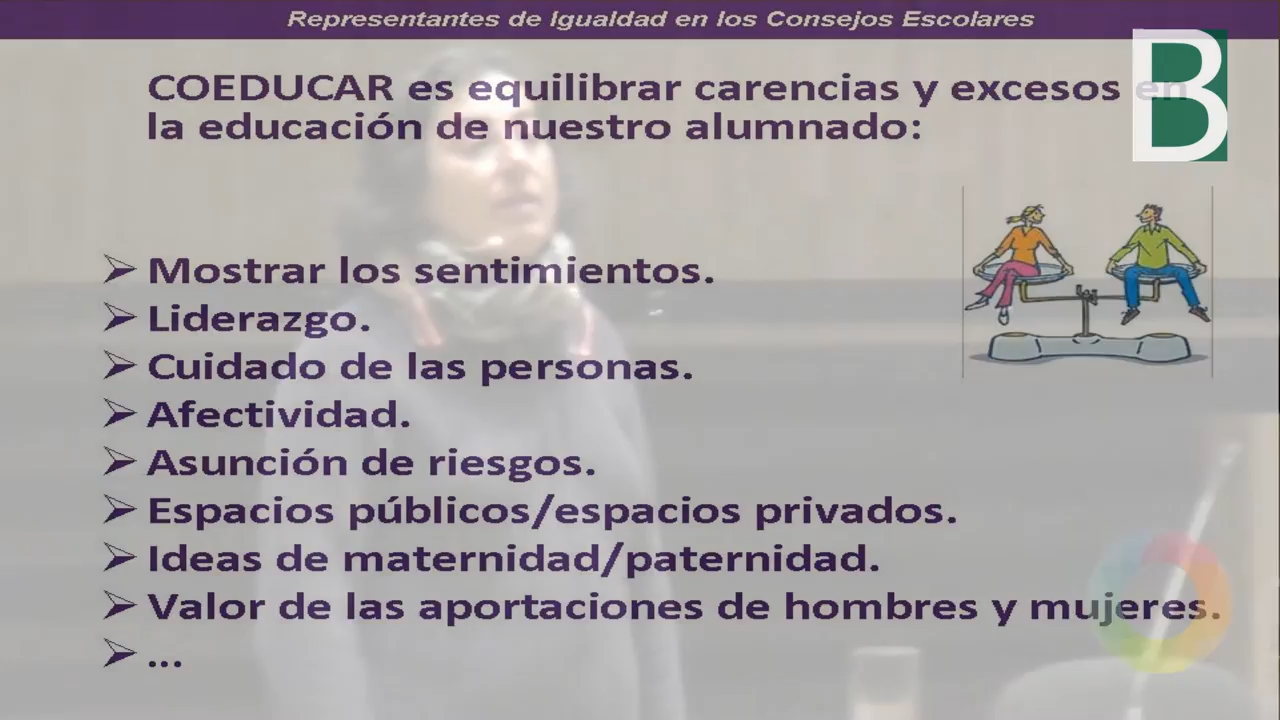 Representantes de Igualdad en los Consejos Escolares
B
COEDUCAR es equilibrar carencias y excesos en
la educación de nuestro alumnado:
➢ Mostrar los sentimientos.
➢ Liderazgo.
➢ Cuidado de las personas.
➢ Afectividad.
➢ Asunción de riesgos.
➢ Espacios públicos/espacios privados.
➢ Ideas de maternidad/paternidad.
➢ Valor de las aportaciones de hombres y mujeres.
➢ ...